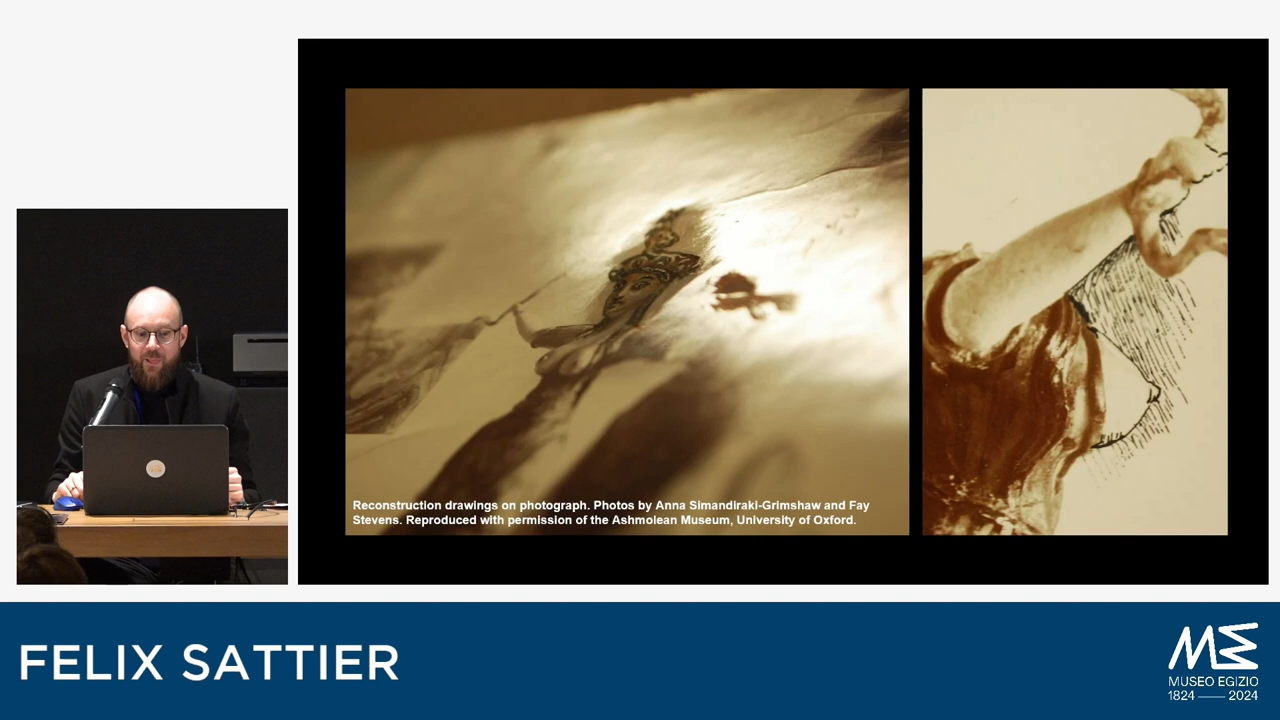 Reconstruction drawings on photograph. Photos by Anna Simandiraki-Grimshaw and Fay
Stevens. Reproduced with permission of the Ashmolean Museum, University of Oxford.
FELIX SATTIER
ME
MUSEO EGIZIO
1824 — 2024